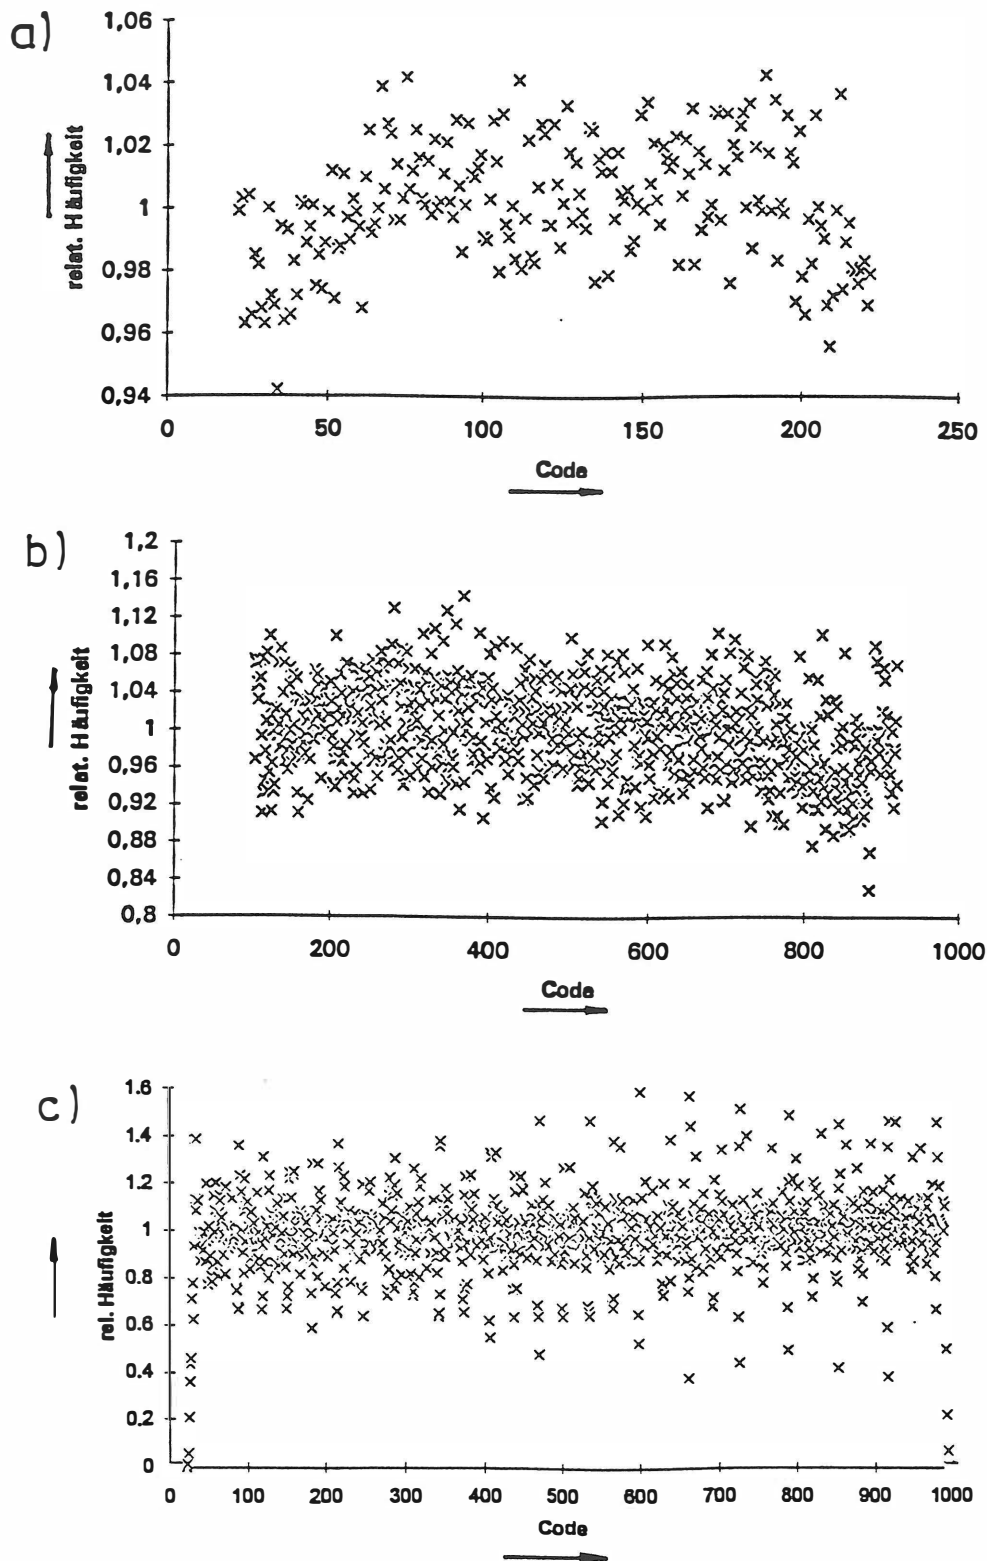 a)
1,06
1,04
1,02
1
0,98
0,96
0,94
relat. Häufigkeit
0 50 100 150 200 250
Code
b)
1,2
1,16
1,12
1,08
1,04
1
0,96
0,92
0,88
0,84
0,8
relat. Häufigkeit
0 200 400 600 800 1000
Code
c)
1.6
1.4
1.2
1
0.8
0.6
0.4
0.2
0
rel. Häufigkeit
0 100 200 300 400 500 600 700 800 900 1000
Code